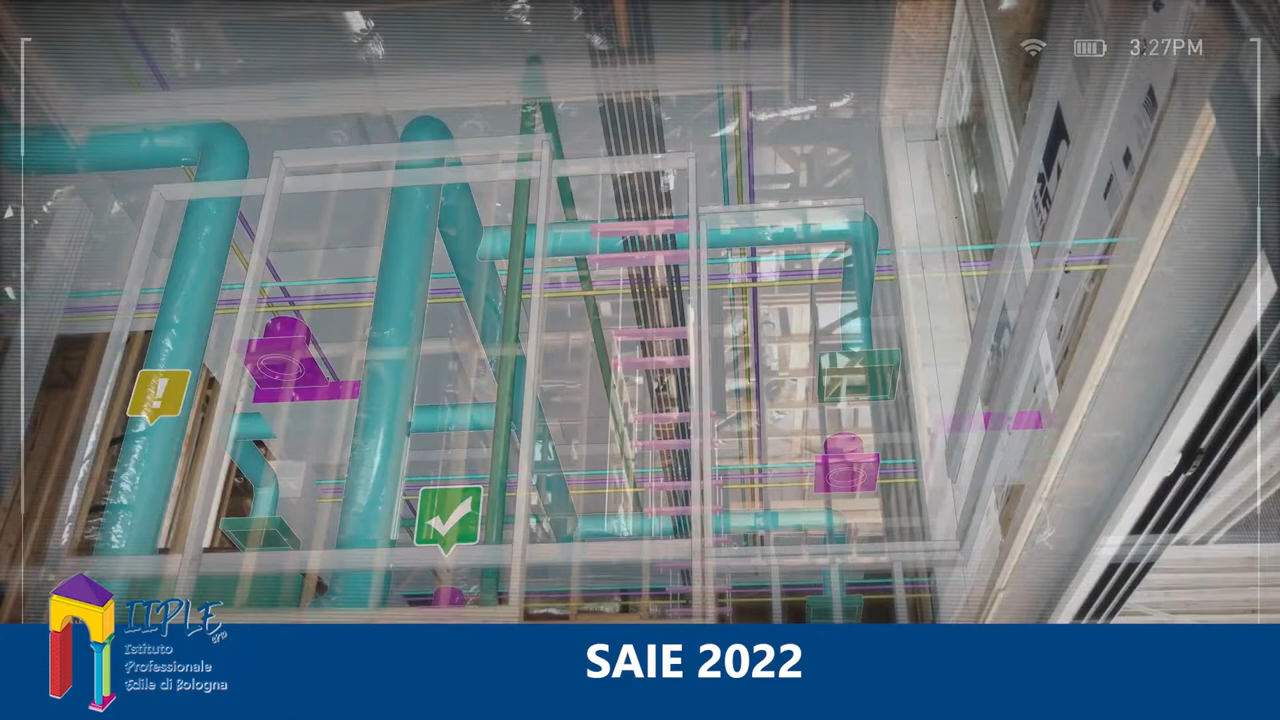 3:27PM
IIPLE
Istituto
Professionale
Edile di Bologna
SAIE 2022